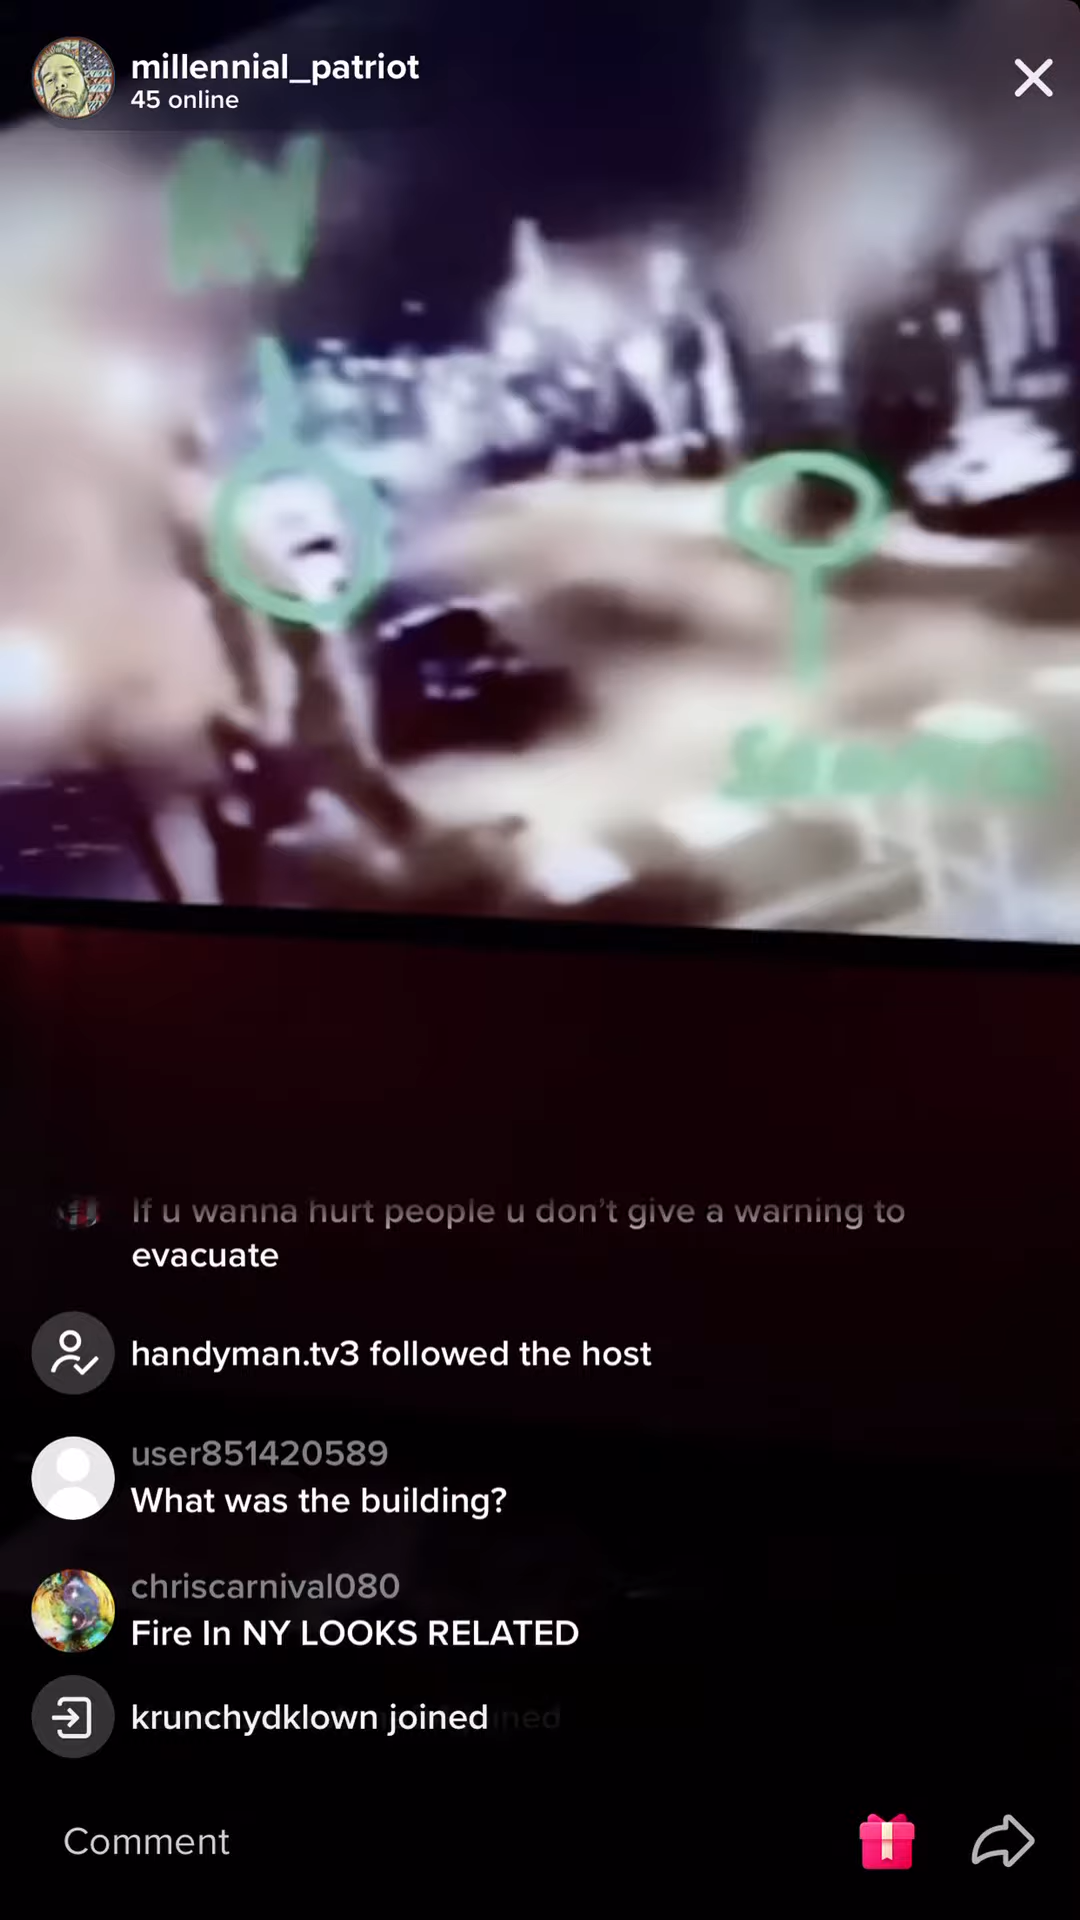 millennial_patriot
45 online
RV
If u wanna hurt people u don’t give a warning to
evacuate
handyman.tv3 followed the host
user851420589
What was the building?
chriscarnival080
Fire In NY LOOKS RELATED
krunchydklown joined
Comment